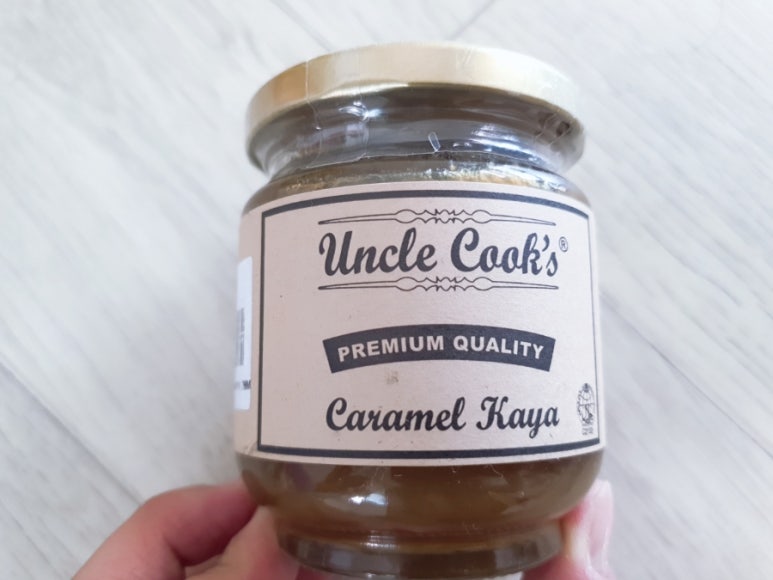 Uncle Cook's®
PREMIUM QUALITY
Caramel Kaya